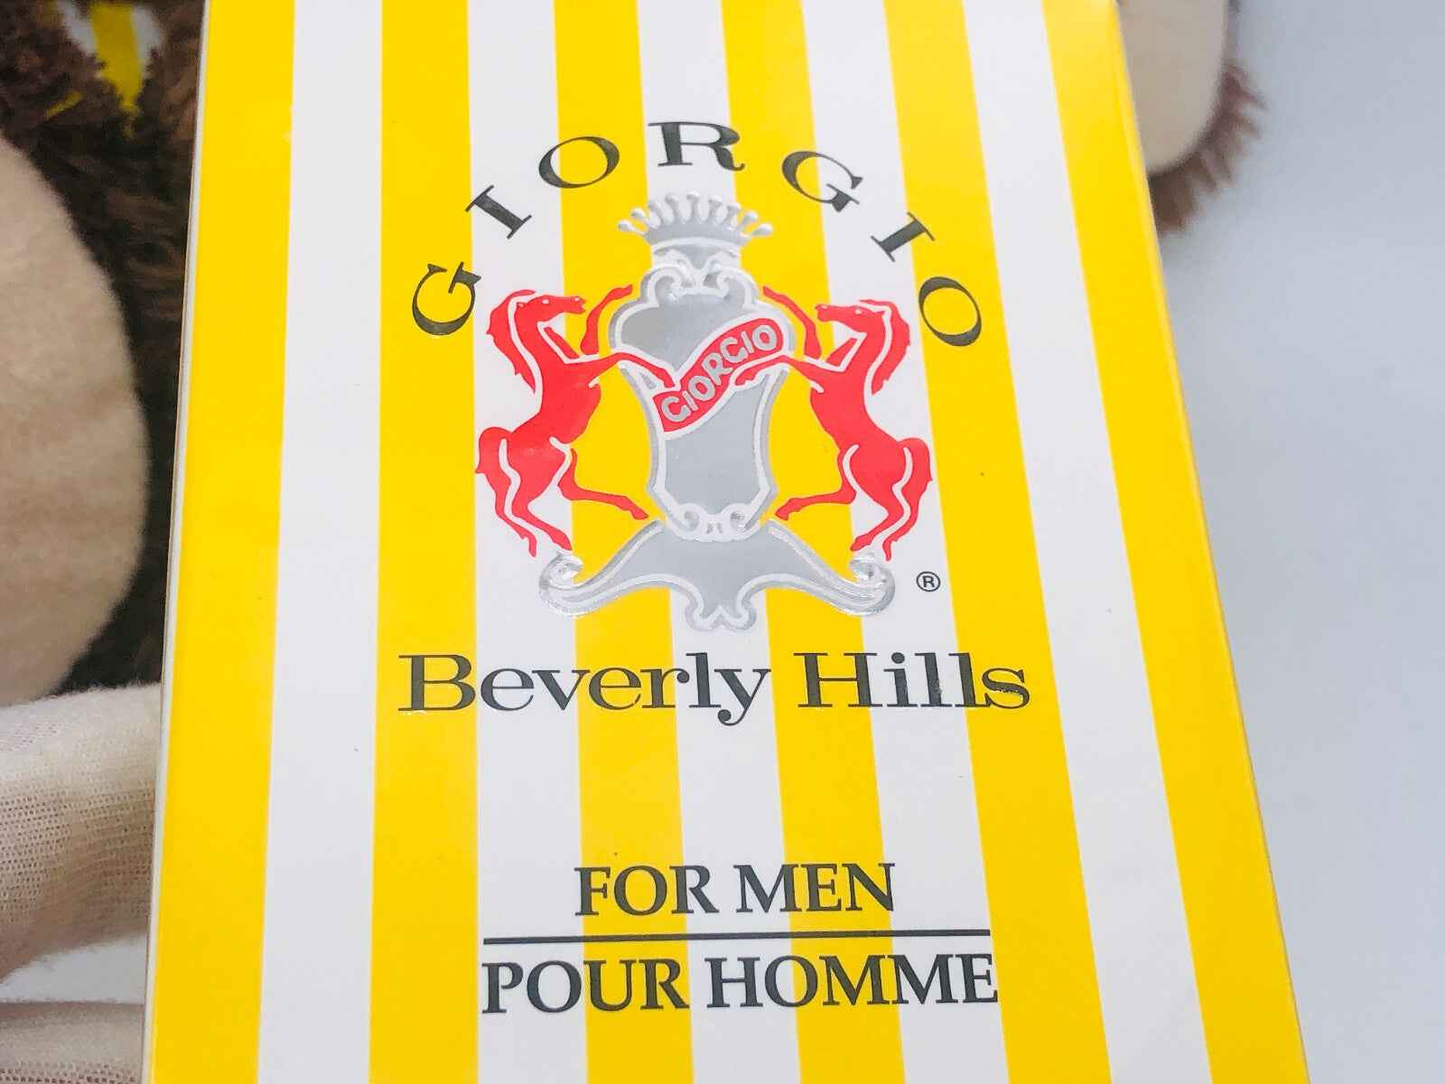 GIORGIO
GIORGIO
®
Beverly Hills
FOR MEN
POUR HOMME